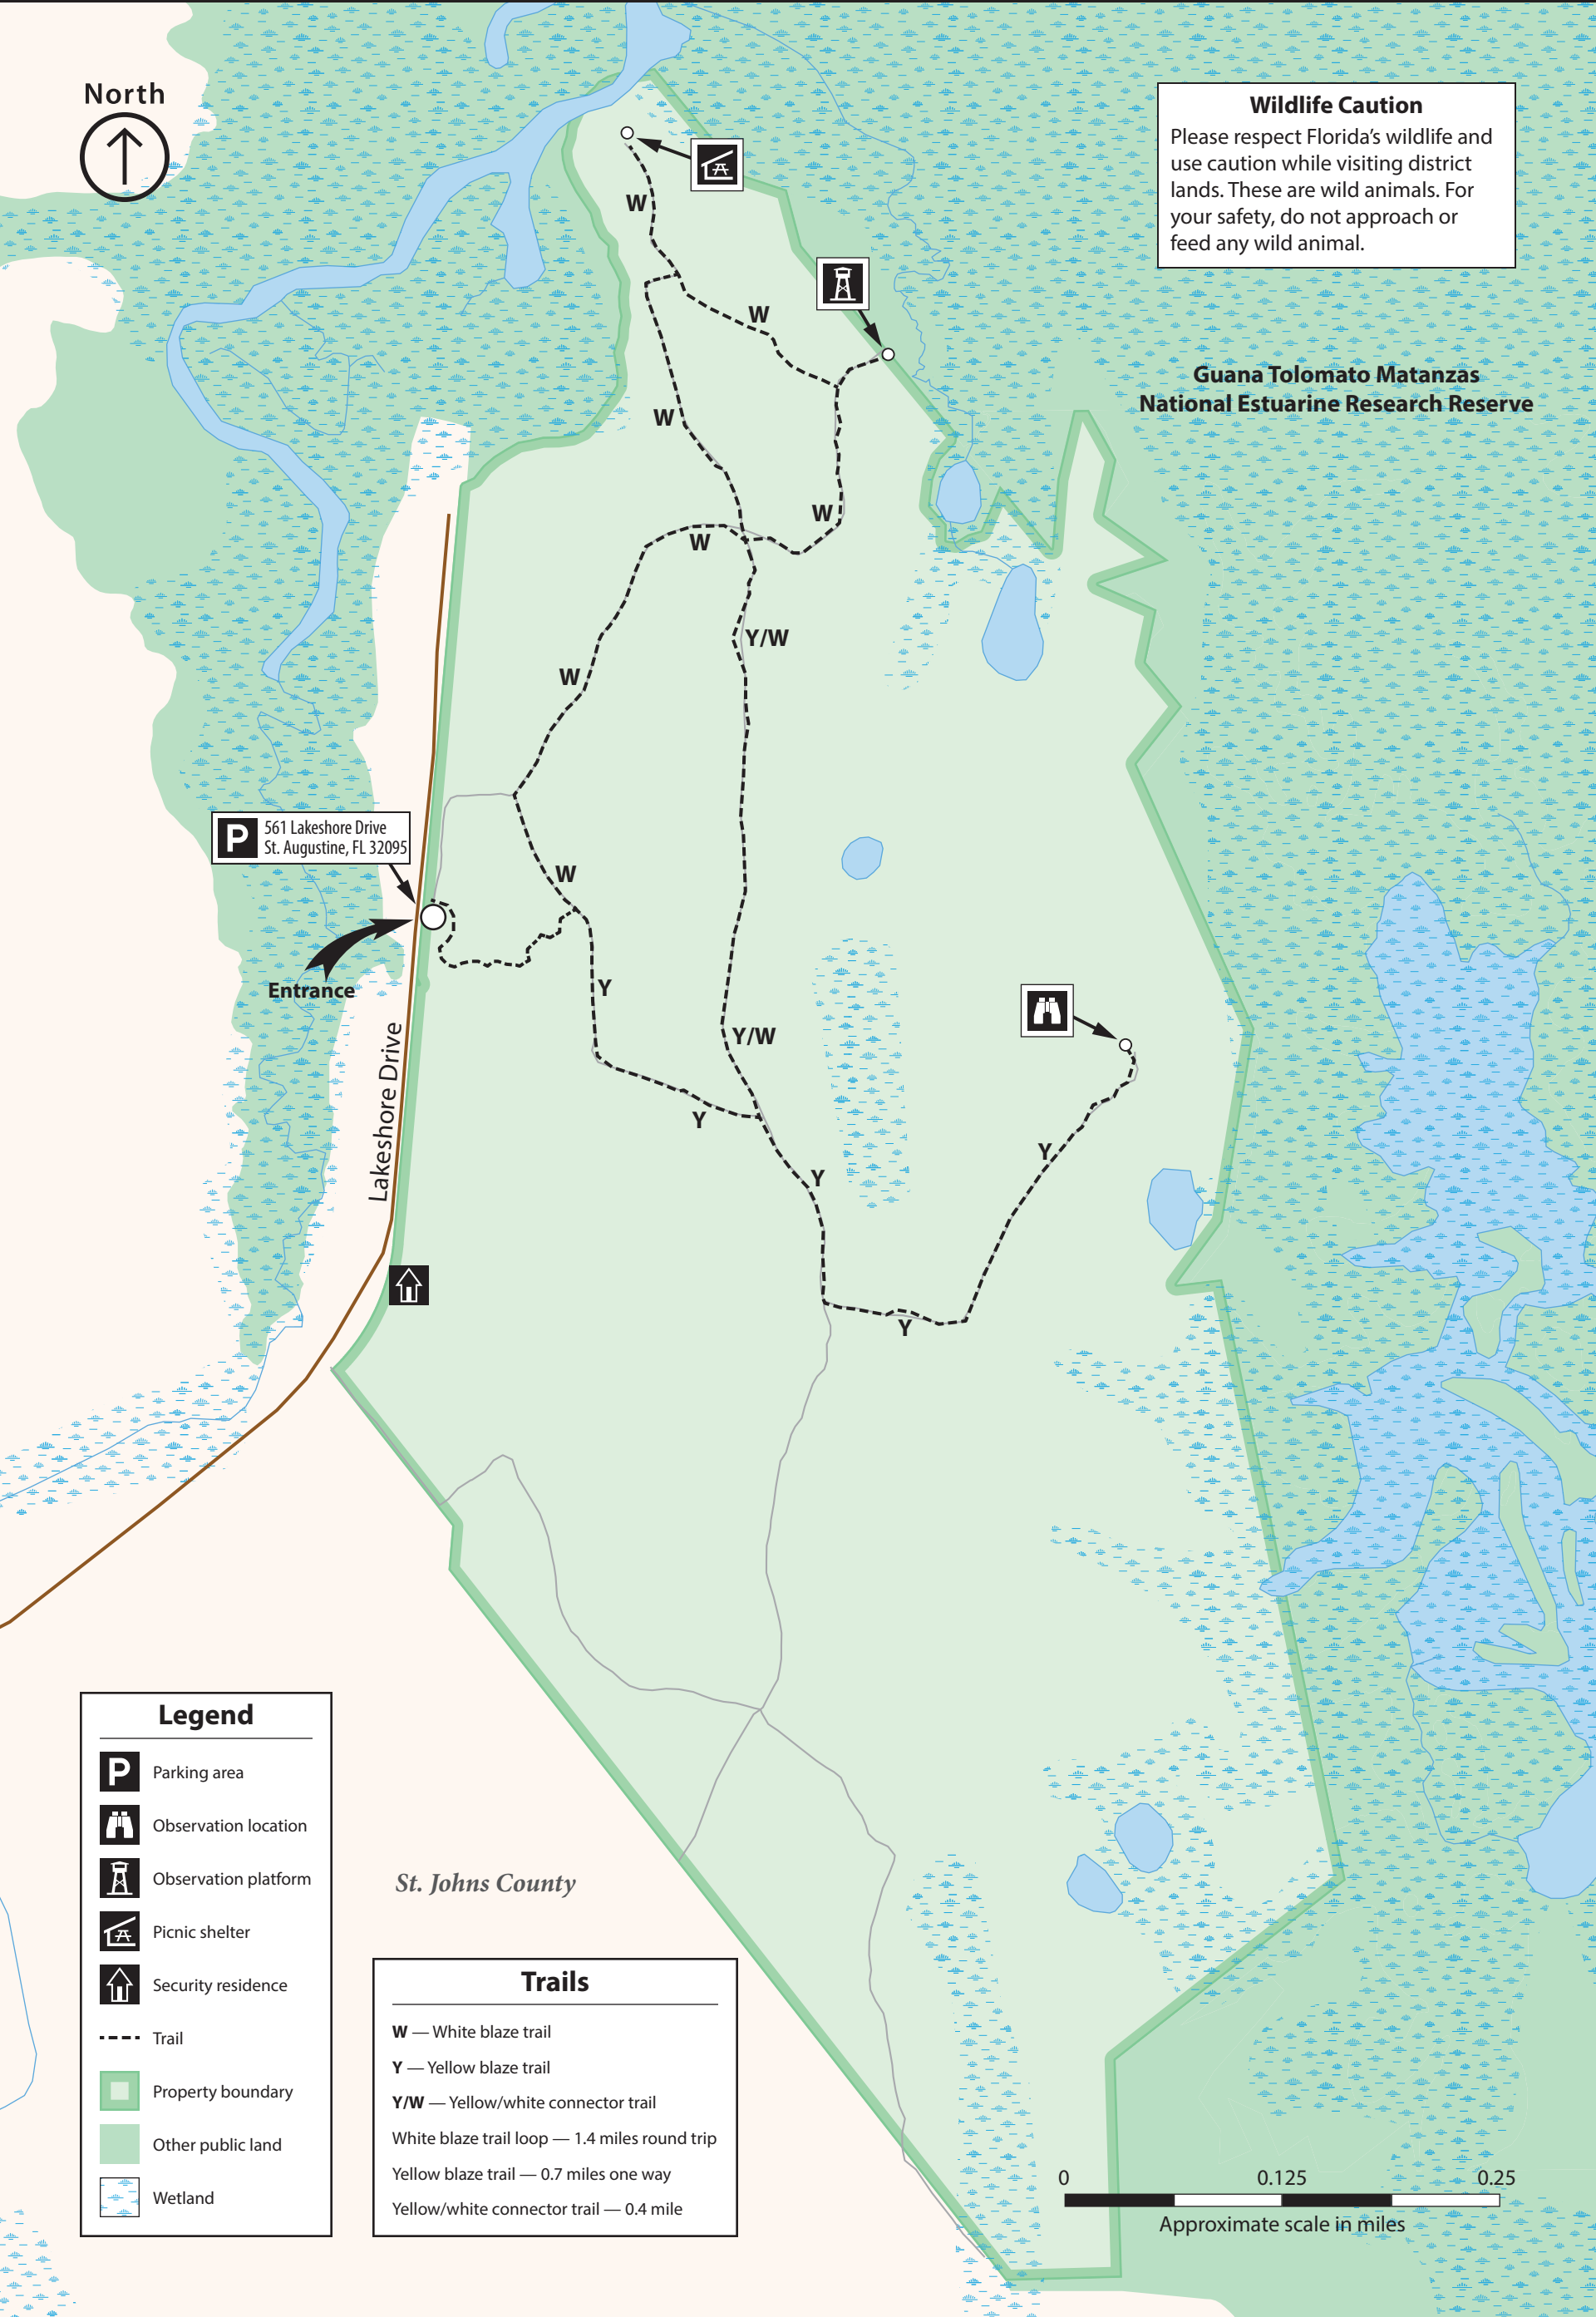 North
Wildlife Caution
Please respect Florida’s wildlife and
use caution while visiting district
lands. These are wild animals. For
your safety, do not approach or
feed any wild animal.
W
W
Guana Tolomato Matanzas
National Estuarine Research Reserve
W
W
W
Y/W
W
P
561 Lakeshore Drive
St. Augustine, FL 32095
W
Entrance
Y
Y/W
Lakeshore Drive
Y
Y
Y
Y
Legend
P Parking area
Observation location
Observation platform
Picnic shelter
Security residence
Trail
Property boundary
Other public land
Wetland
St. Johns County
Trails
W — White blaze trail
Y — Yellow blaze trail
Y/W — Yellow/white connector trail
White blaze trail loop — 1.4 miles round trip
Yellow blaze trail — 0.7 miles one way
Yellow/white connector trail — 0.4 mile
0 0.125 0.25
Approximate scale in miles